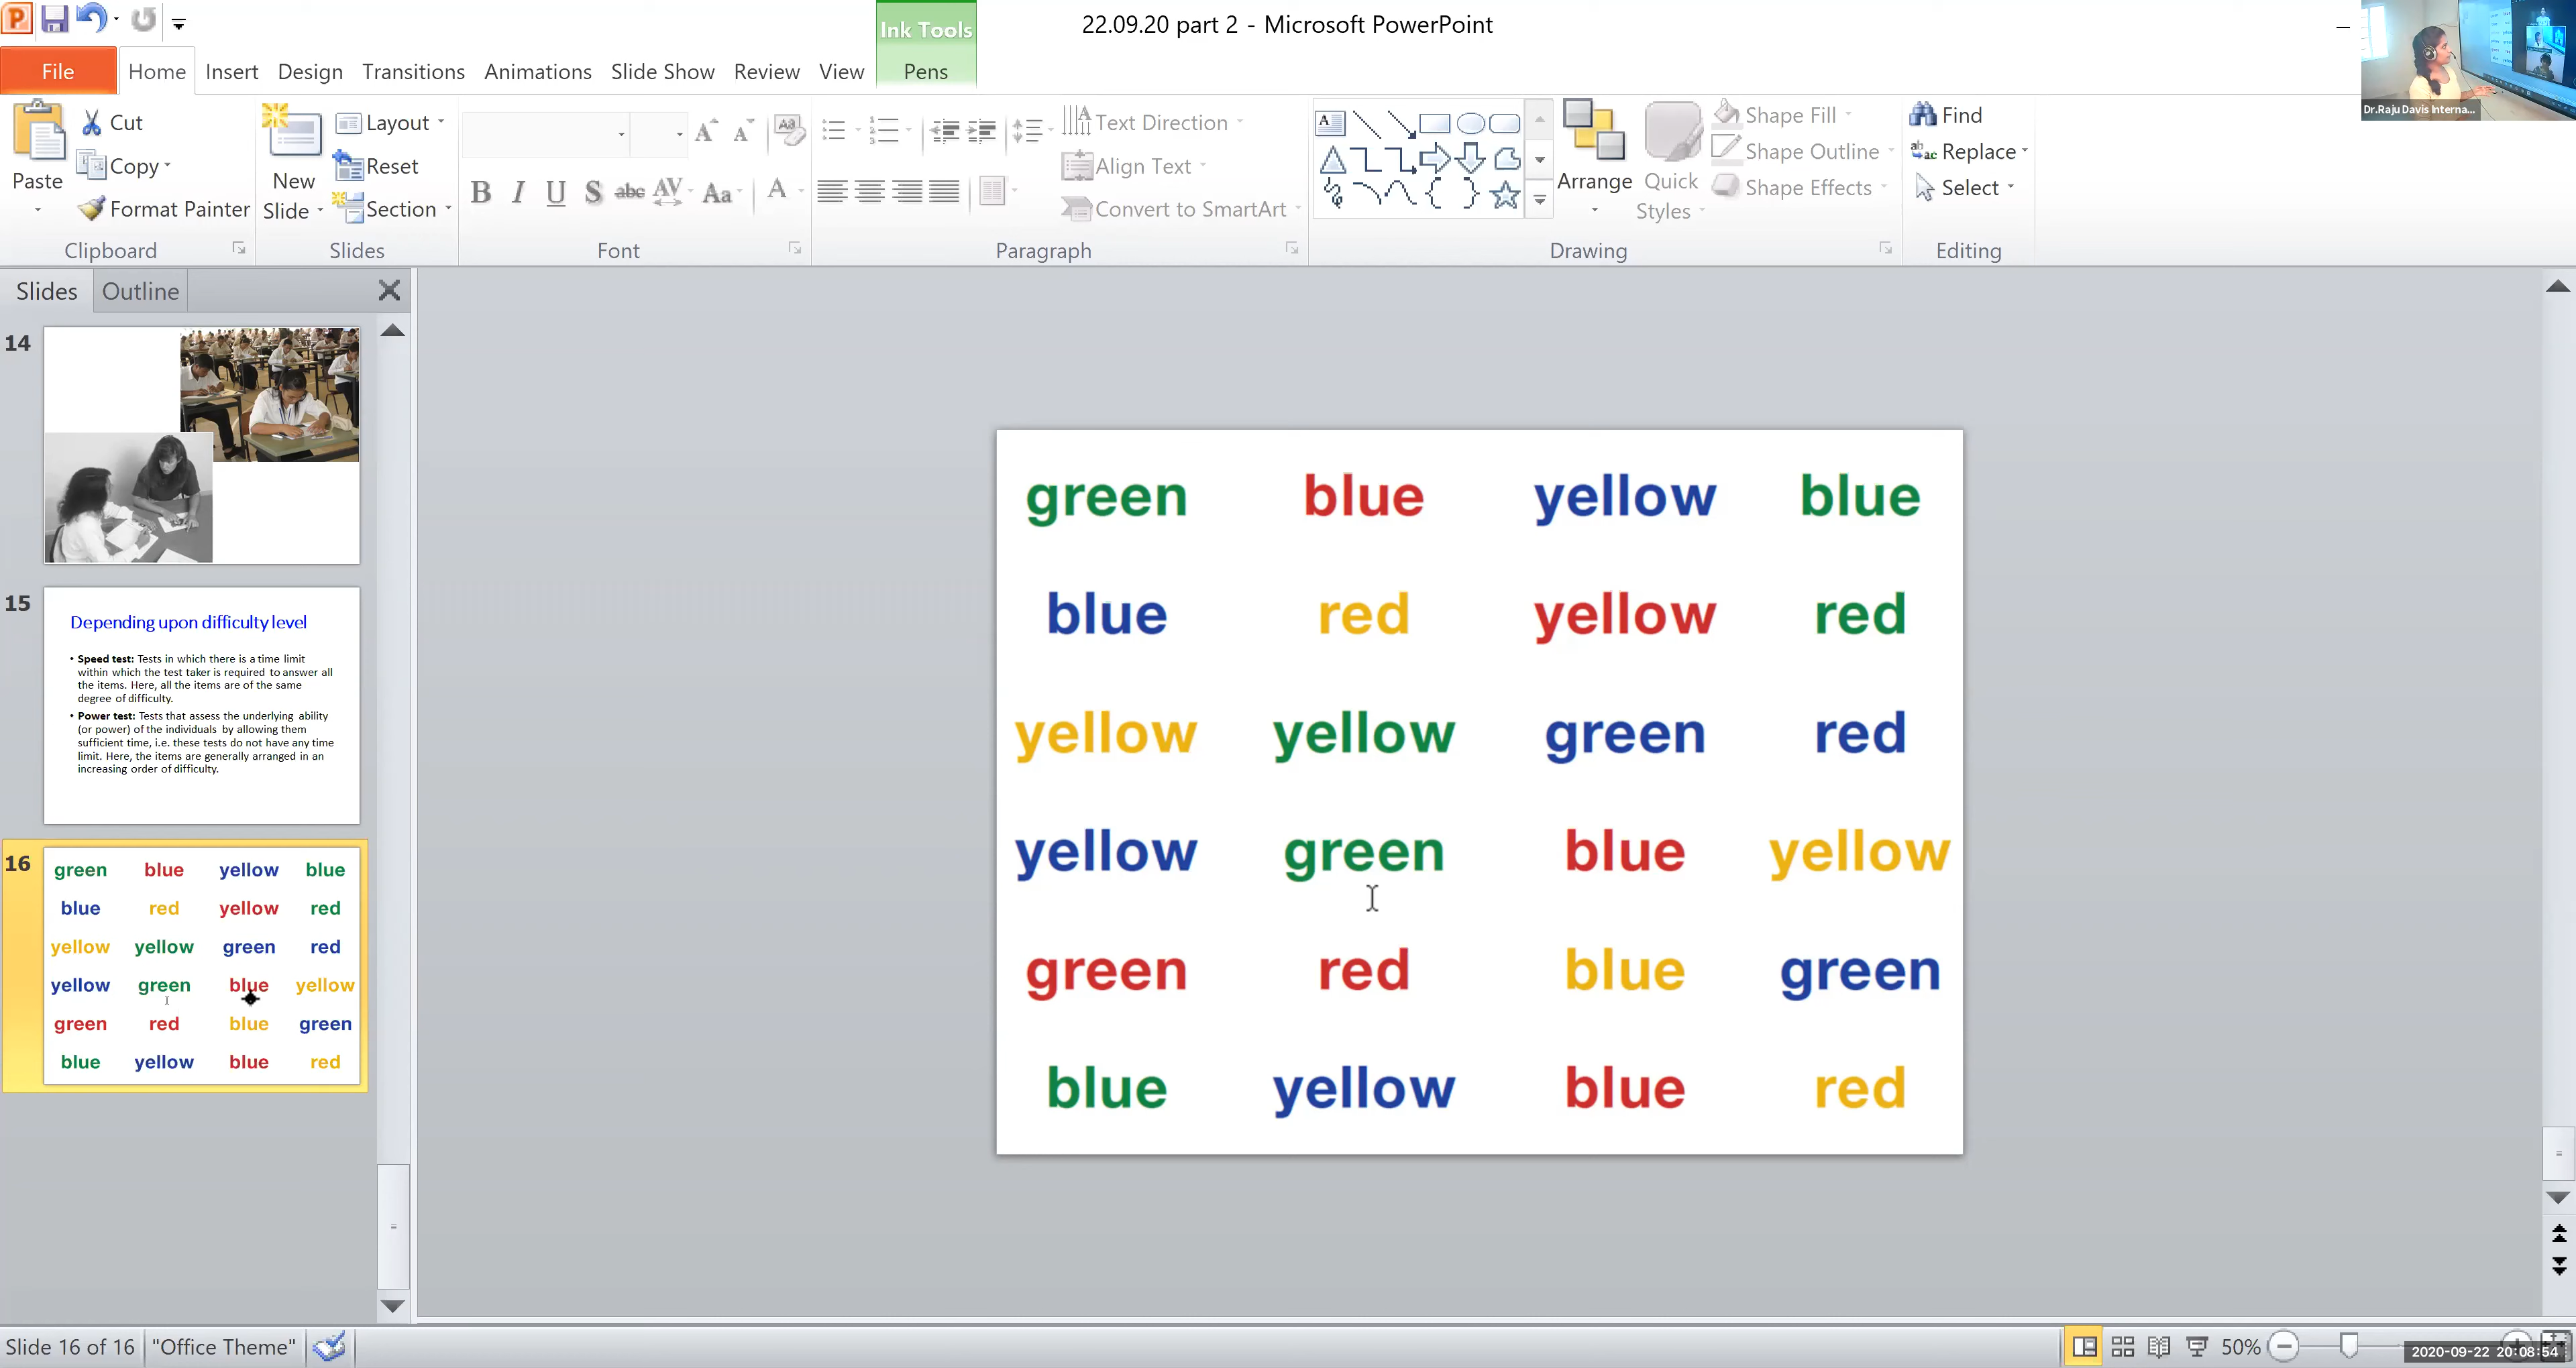 22.09.20 part 2 - Microsoft PowerPoint
Ink Tools
File Home Insert Design Transitions Animations Slide Show Review View Pens
Paste
Cut
Copy
Format Painter
Clipboard
New
Slide
Layout
Reset
Section
Slides
B I U S abc AV Aa A
Font
Text Direction
Align Text
Convert to SmartArt
Paragraph
Arrange
Quick
Styles
Shape Fill
Shape Outline
Shape Effects
Drawing
Find
Replace
Select
Editing
Dr.Raju Davis Interna...
Slides Outline
14
15
Depending upon difficulty level
• Speed test: Tests in which there is a time limit
within which the test taker is required to answer all
the items. Here, all the items are of the same
degree of difficulty.
• Power test: Tests that assess the underlying ability
(or power) of the individuals by allowing them
sufficient time, i.e. these tests do not have any time
limit. Here, the items are generally arranged in an
increasing order of difficulty.
16
green blue yellow blue
blue red yellow red
yellow yellow green red
yellow green blue yellow
green red blue green
blue yellow blue red
green blue yellow blue
blue red yellow red
yellow yellow green red
yellow green blue yellow
green red blue green
blue yellow blue red
Slide 16 of 16 "Office Theme" 50%
2020-09-22 20:08:54